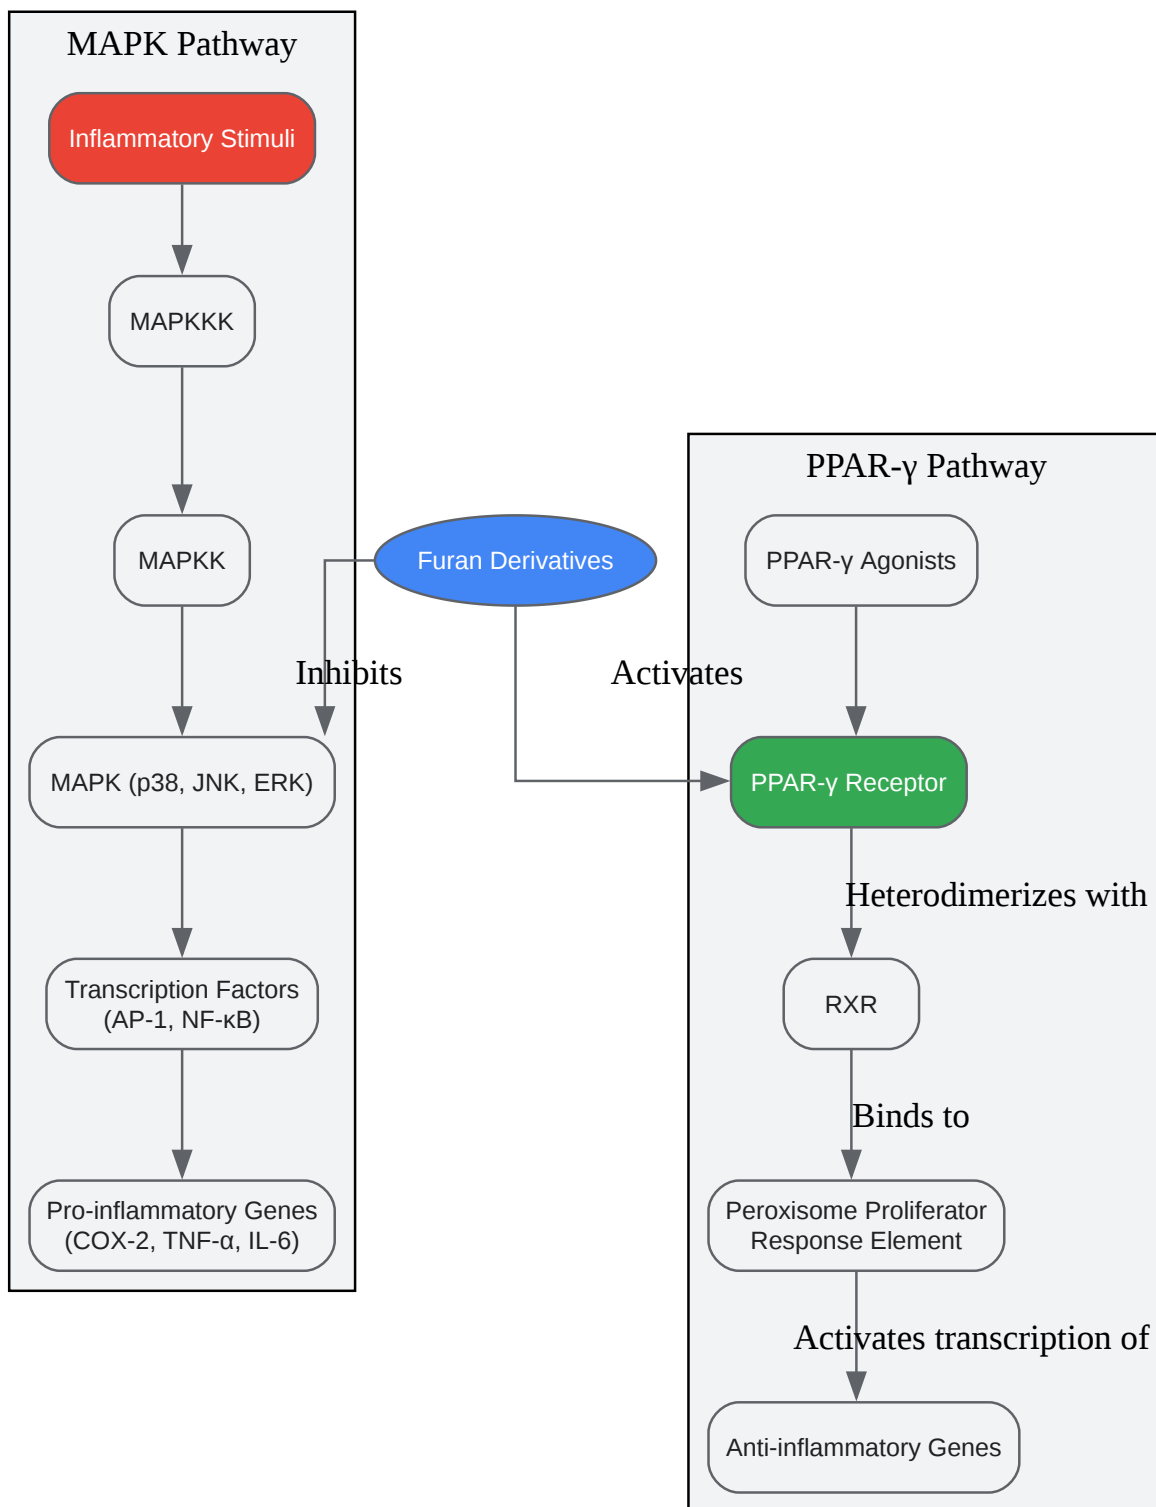 MAPK Pathway
Inflammatory Stimuli
MAPKKK
MAPKK
Inhibits
MAPK (p38, JNK, ERK)
Transcription Factors
(AP-1, NF-κB)
Pro-inflammatory Genes
(COX-2, TNF-α, IL-6)
Furan Derivatives
Activates
PPAR-γ Pathway
PPAR-γ Agonists
PPAR-γ Receptor
Heterodimerizes with
RXR
Binds to
Peroxisome Proliferator
Response Element
Activates transcription of
Anti-inflammatory Genes